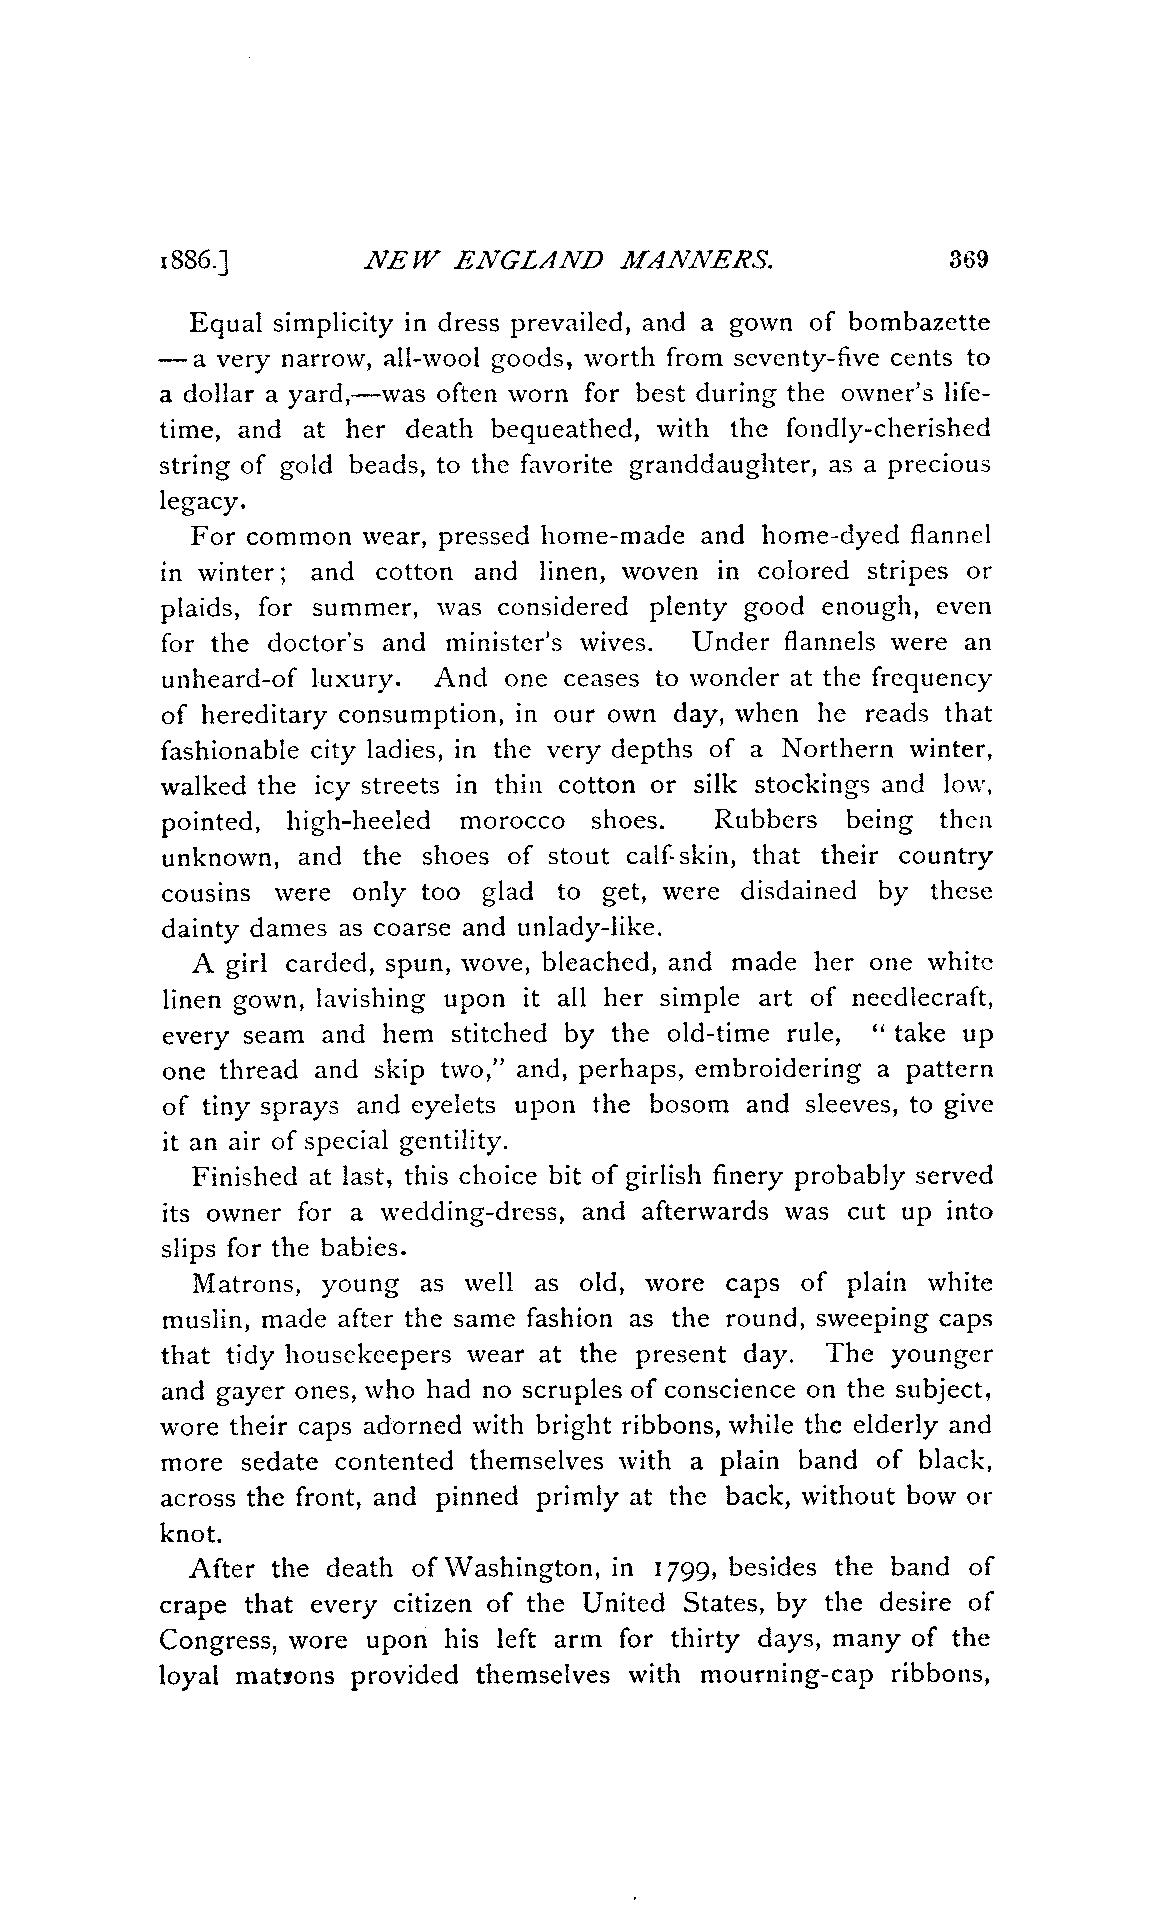 1886.] NEW ENGLAND MANNERS. 369
Equal simplicity in dress prevailed, and a gown of bombazette
— a very narrow, all-wool goods, worth from seventy-five cents to
a dollar a yard,—was often worn for best during the owner's life-
time, and at her death bequeathed, with the fondly-cherished
string of gold beads, to the favorite granddaughter, as a precious
legacy.
For common wear, pressed home-made and home-dyed flannel
in winter; and cotton and linen, woven in colored stripes or
plaids, for summer, was considered plenty good enough, even
for the doctor's and minister's wives. Under flannels were an
unheard-of luxury. And one ceases to wonder at the frequency
of hereditary consumption, in our own day, when he reads that
fashionable city ladies, in the very depths of a Northern winter,
walked the icy streets in thin cotton or silk stockings and low,
pointed, high-heeled morocco shoes. Rubbers being then
unknown, and the shoes of stout calf-skin, that their country
cousins were only too glad to get, were disdained by these
dainty dames as coarse and unlady-like.
A girl carded, spun, wove, bleached, and made her one white
linen gown, lavishing upon it all her simple art of needlecraft,
every seam and hem stitched by the old-time rule, "take up
one thread and skip two," and, perhaps, embroidering a pattern
of tiny sprays and eyelets upon the bosom and sleeves, to give
it an air of special gentility.
Finished at last, this choice bit of girlish finery probably served
its owner for a wedding-dress, and afterwards was cut up into
slips for the babies.
Matrons, young as well as old, wore caps of plain white
muslin, made after the same fashion as the round, sweeping caps
that tidy housekeepers wear at the present day. The younger
and gayer ones, who had no scruples of conscience on the subject,
wore their caps adorned with bright ribbons, while the elderly and
more sedate contented themselves with a plain band of black,
across the front, and pinned primly at the back, without bow or
knot.
After the death of Washington, in 1799, besides the band of
crape that every citizen of the United States, by the desire of
Congress, wore upon his left arm for thirty days, many of the
loyal matrons provided themselves with mourning-cap ribbons,